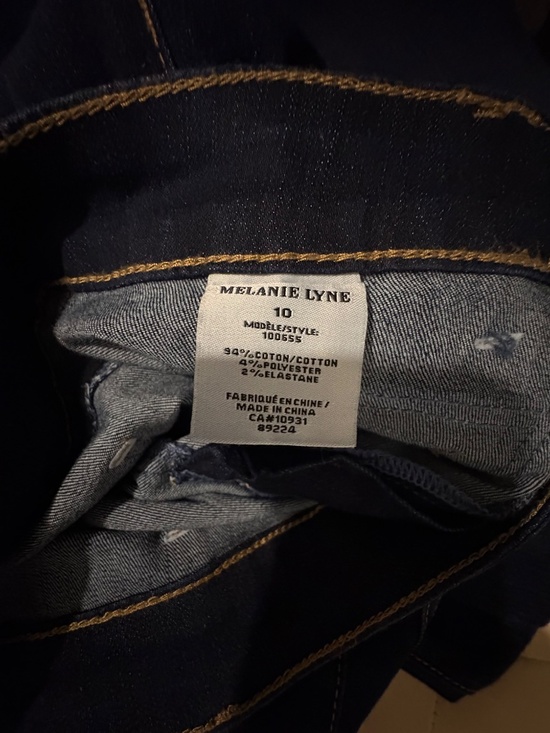 MELANIE LYNE
10
MODÈLE/STYLE:
100555
94%COTON/COTTON
4%POLYESTER
2%ELASTANE
FABRIQUÉ EN CHINE /
MADE IN CHINA
CA#10931
89224